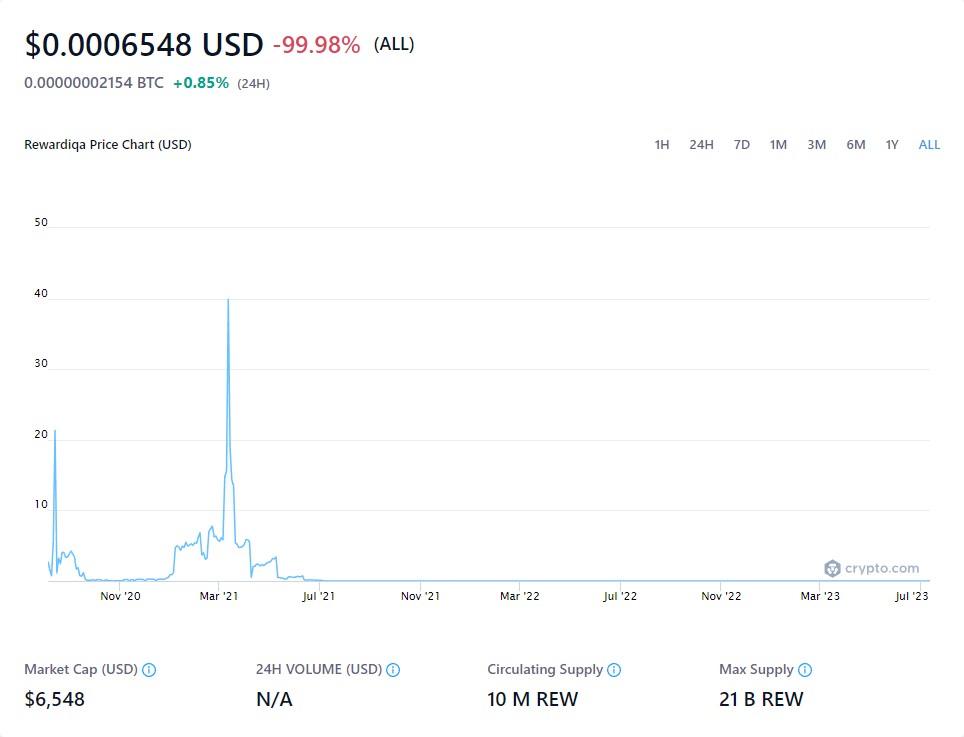 $0.0006548 USD -99.98% (ALL)
0.00000002154 BTC +0.85% (24H)
Rewardiqa Price Chart (USD) 1H 24H 7D 1M 3M 6M 1Y ALL
50
40
30
20
10
crypto.com
Nov '20 Mar '21 Jul '21 Nov '21 Mar '22 Jul '22 Nov '22 Mar '23 Jul '23
Market Cap (USD) 24H VOLUME (USD) Circulating Supply Max Supply
$6,548 N/A 10 M REW 21 B REW